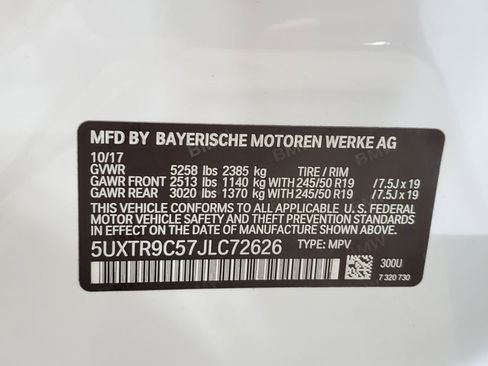 MFD BY BAYERISCHE MOTOREN WERKE AG
10/17
GVWR 5258 lbs 2385 kg TIRE / RIM
GAWR FRONT 2513 lbs 1140 kg WITH 245/50 R19 /7.5J x 19
GAWR REAR 3020 lbs 1370 kg WITH 245/50 R19 /7.5J x 19
THIS VEHICLE CONFORMS TO ALL APPLICABLE U.S. FEDERAL
MOTOR VEHICLE SAFETY, BUMPER, AND
THEFT PREVENTION STANDARDS IN EFFECT ON THE DATE OF
MANUFACTURE SHOWN ABOVE.
5UXTR9C57JLC72626 TYPE: MPV
300U
7 320 730